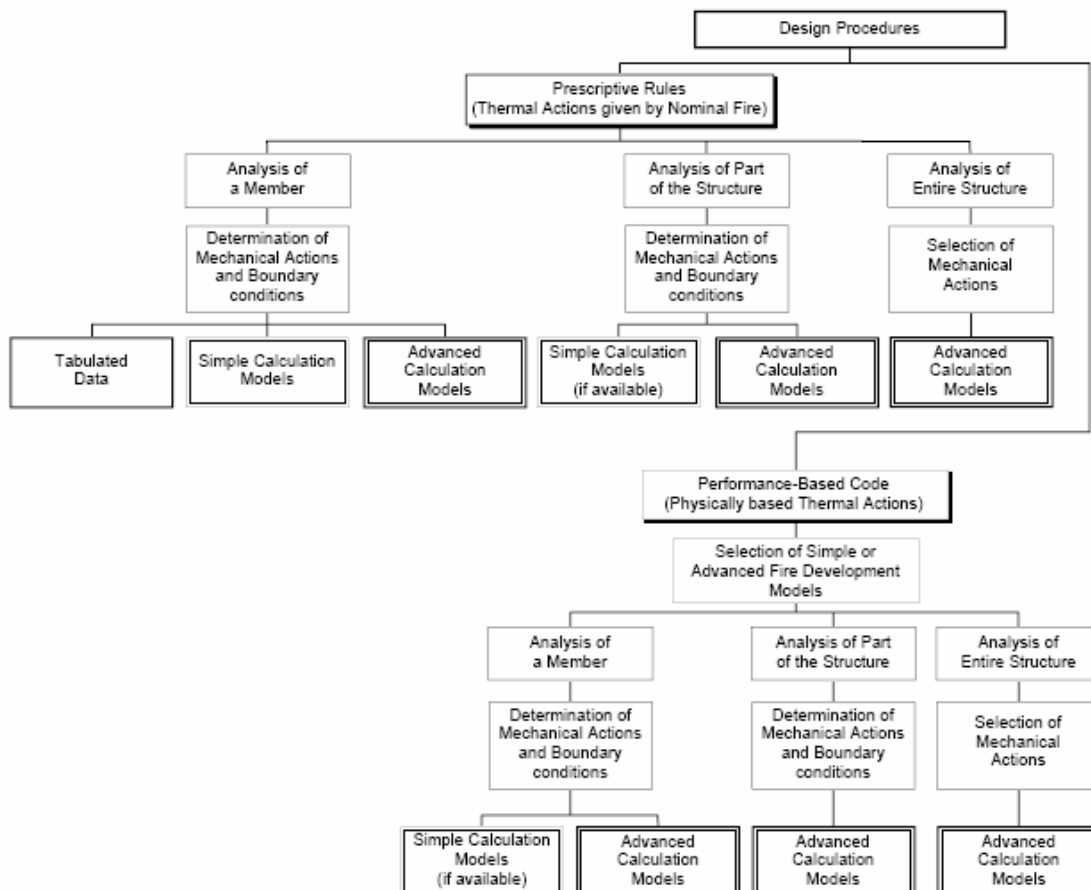 Design Procedures
Prescriptive Rules
(Thermal Actions given by Nominal Fire)
Analysis of
a Member
Analysis of Part
of the Structure
Analysis of
Entire Structure
Determination of
Mechanical Actions
and Boundary
conditions
Determination of
Mechanical Actions
and Boundary
conditions
Selection of
Mechanical
Actions
Tabulated
Data
Simple Calculation
Models
Advanced
Calculation
Models
Simple Calculation
Models
(if available)
Advanced
Calculation
Models
Advanced
Calculation
Models
Performance-Based Code
(Physically based Thermal Actions)
Selection of Simple or
Advanced Fire Development
Models
Analysis of
a Member
Analysis of Part
of the Structure
Analysis of
Entire Structure
Determination of
Mechanical Actions
and Boundary
conditions
Determination of
Mechanical Actions
and Boundary
conditions
Selection of
Mechanical
Actions
Simple Calculation
Models
(if available)
Advanced
Calculation
Models
Advanced
Calculation
Models
Advanced
Calculation
Models